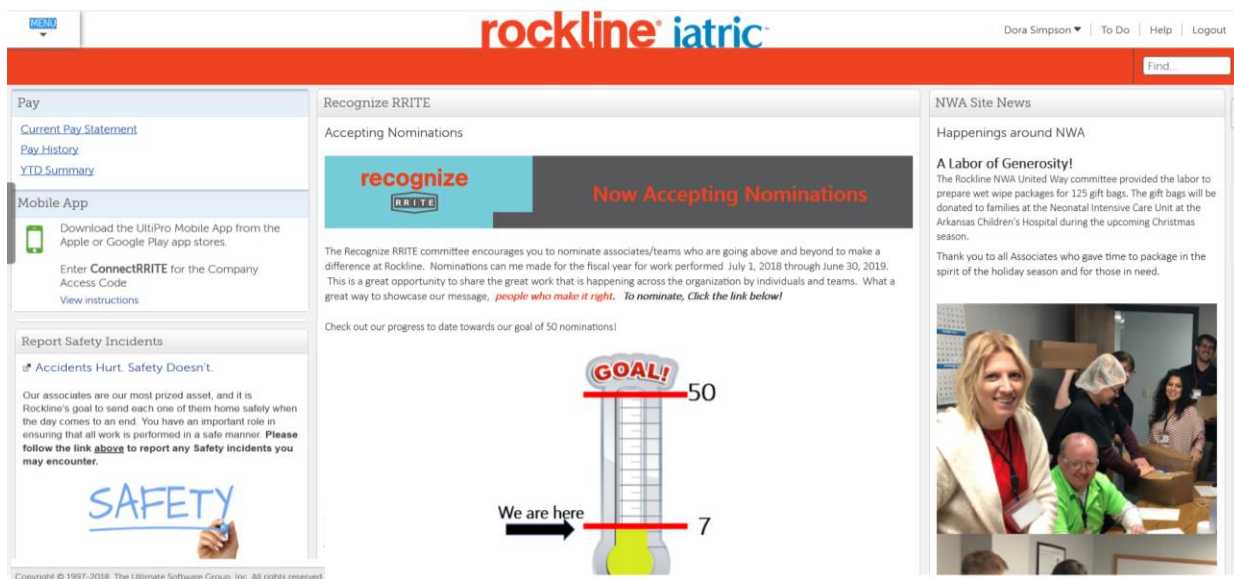 MENU
rockline® iatric
Dora Simpson To Do Help Logout
Find...
Pay
Current Pay Statement
Pay History
YTD Summary
Mobile App
Download the UltiPro Mobile App from the
Apple or Google Play app stores.
Enter ConnectRRITE for the Company
Access Code
View instructions
Report Safety Incidents
Accidents Hurt. Safety Doesn't.
Our associates are our most prized asset, and it is
Rockline's goal to send each one of them home safely when
the day comes to an end. You have an important role in
ensuring that all work is performed in a safe manner. Please
follow the link above to report any Safety incidents you
may encounter.
SAFETY
Copyright © 1997-2018. The Ultimate Software Group, Inc. All rights reserved.
Recognize RRITE
Accepting Nominations
recognize
RRITE
Now Accepting Nominations
The Recognize RRITE committee encourages you to nominate associates/teams who are going above and beyond to make a
difference at Rockline. Nominations can me made for the fiscal year for work performed July 1, 2018 through June 30, 2019.
This is a great opportunity to share the great work that is happening across the organization by individuals and teams. What a
great way to showcase our message, people who make it right. To nominate, Click the link below!
Check out our progress to date towards our goal of 50 nominations!
GOAL!
50
We are here
7
NWA Site News
Happenings around NWA
A Labor of Generosity!
The Rockline NWA United Way committee provided the labor to
prepare wet wipe packages for 125 gift bags. The gift bags will be
donated to families at the Neonatal Intensive Care Unit at the
Arkansas Children's Hospital during the upcoming Christmas
season.
Thank you to all Associates who gave time to package in the
spirit of the holiday season and for those in need.